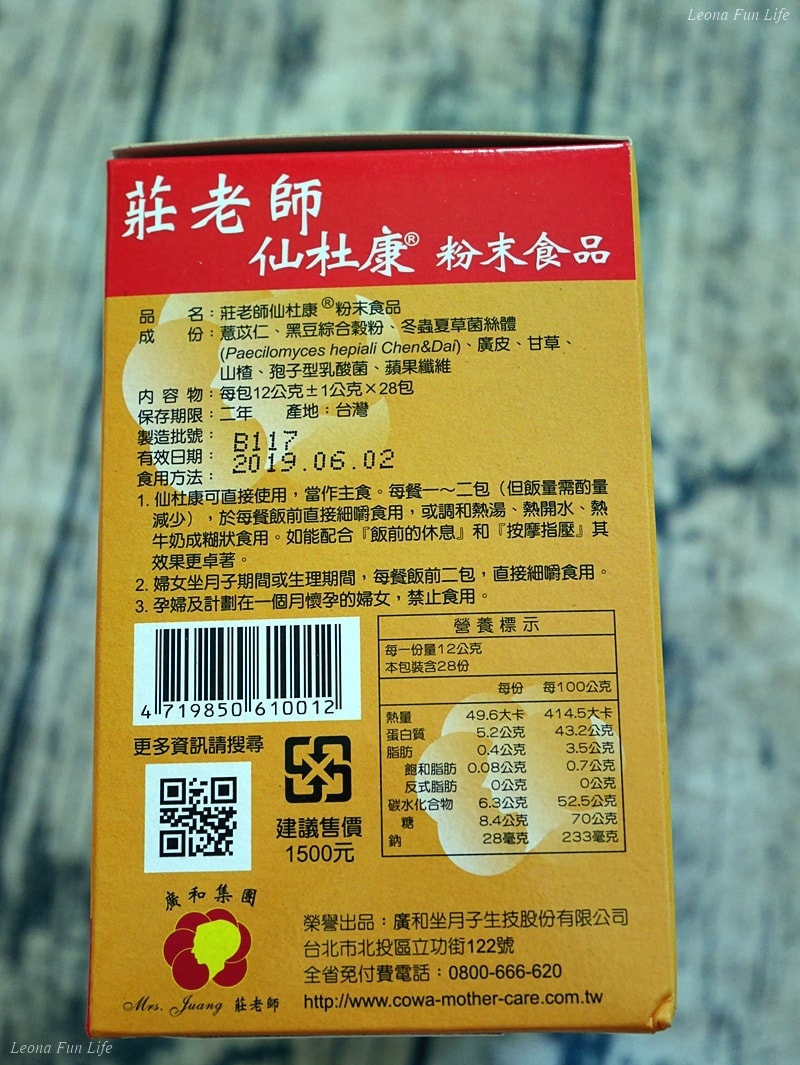 Leona Fun Life
莊老師
仙杜康® 粉末食品
品 名：莊老師仙杜康®粉末食品
成 份：薏苡仁、黑豆綜合穀粉、冬蟲夏草菌絲體
(Paecilomyces hepiali Chen&Dai)、廣皮、甘草、
山楂、孢子型乳酸菌、蘋果纖維
內 容 物：每包12公克±1公克×28包
保存期限：二年 產地：台灣
製造批號： B117
有效日期： 2019.06.02
食用方法：
1. 仙杜康可直接使用，當作主食。每餐一～二包（但飯量需酌量
減少），於每餐飯前直接細嚼食用，或調和熱湯、熱開水、熱
牛奶成糊狀食用。如能配合『飯前的休息』和『按摩指壓』其
效果更卓著。
2. 婦女坐月子期間或生理期間，每餐飯前二包，直接細嚼食用。
3. 孕婦及計劃在一個月懷孕的婦女，禁止食用。
營養標示
每一份量12公克
本包裝含28份
每份 每100公克
熱量 49.6大卡 414.5大卡
蛋白質 5.2公克 43.2公克
脂肪 0.4公克 3.5公克
飽和脂肪 0.08公克 0.7公克
反式脂肪 0公克 0公克
碳水化合物 6.3公克 52.5公克
糖 8.4公克 70公克
鈉 28毫克 233毫克
4 719850 610012
更多資訊請搜尋
建議售價
1500元
廣和集團
Mrs. Juang 莊老師
榮譽出品：廣和坐月子生技股份有限公司
台北市北投區立功街122號
全省免付費電話：0800-666-620
http://www.cowa-mother-care.com.tw
Leona Fun Life